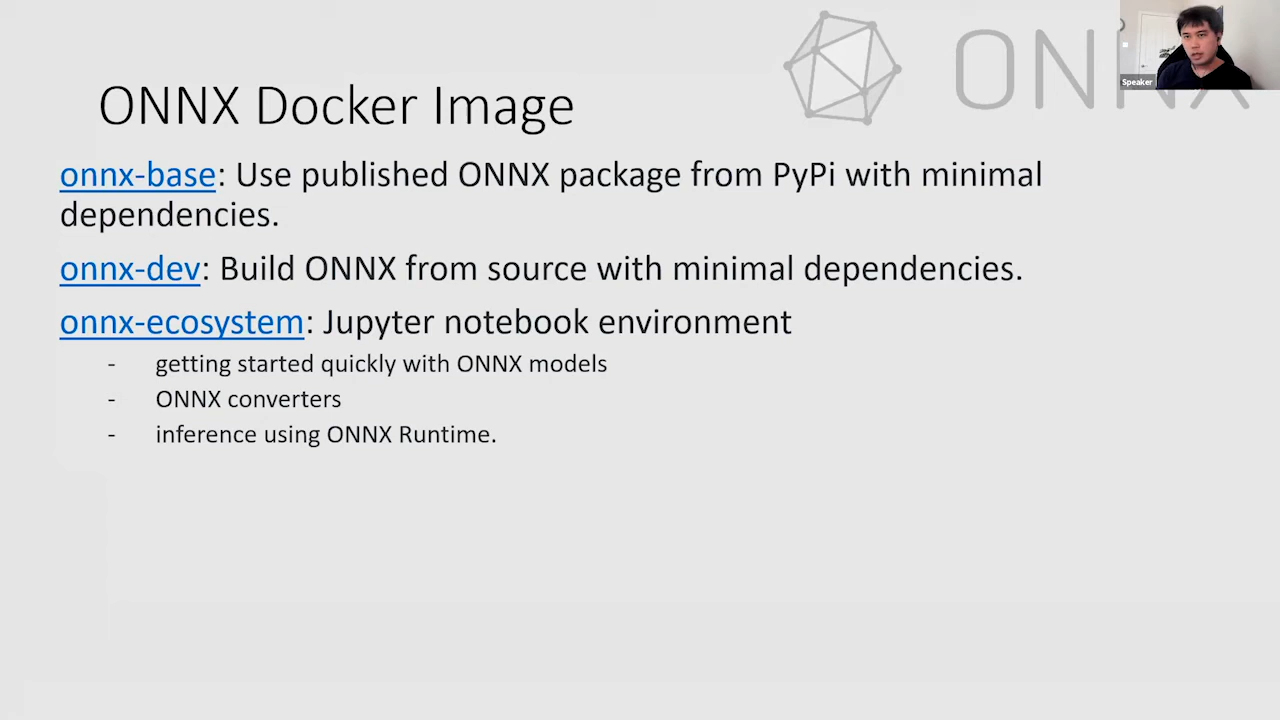 ONNX
Speaker
ONNX Docker Image
onnx-base: Use published ONNX package from PyPi with minimal
dependencies.
onnx-dev: Build ONNX from source with minimal dependencies.
onnx-ecosystem: Jupyter notebook environment
- getting started quickly with ONNX models
- ONNX converters
- inference using ONNX Runtime.